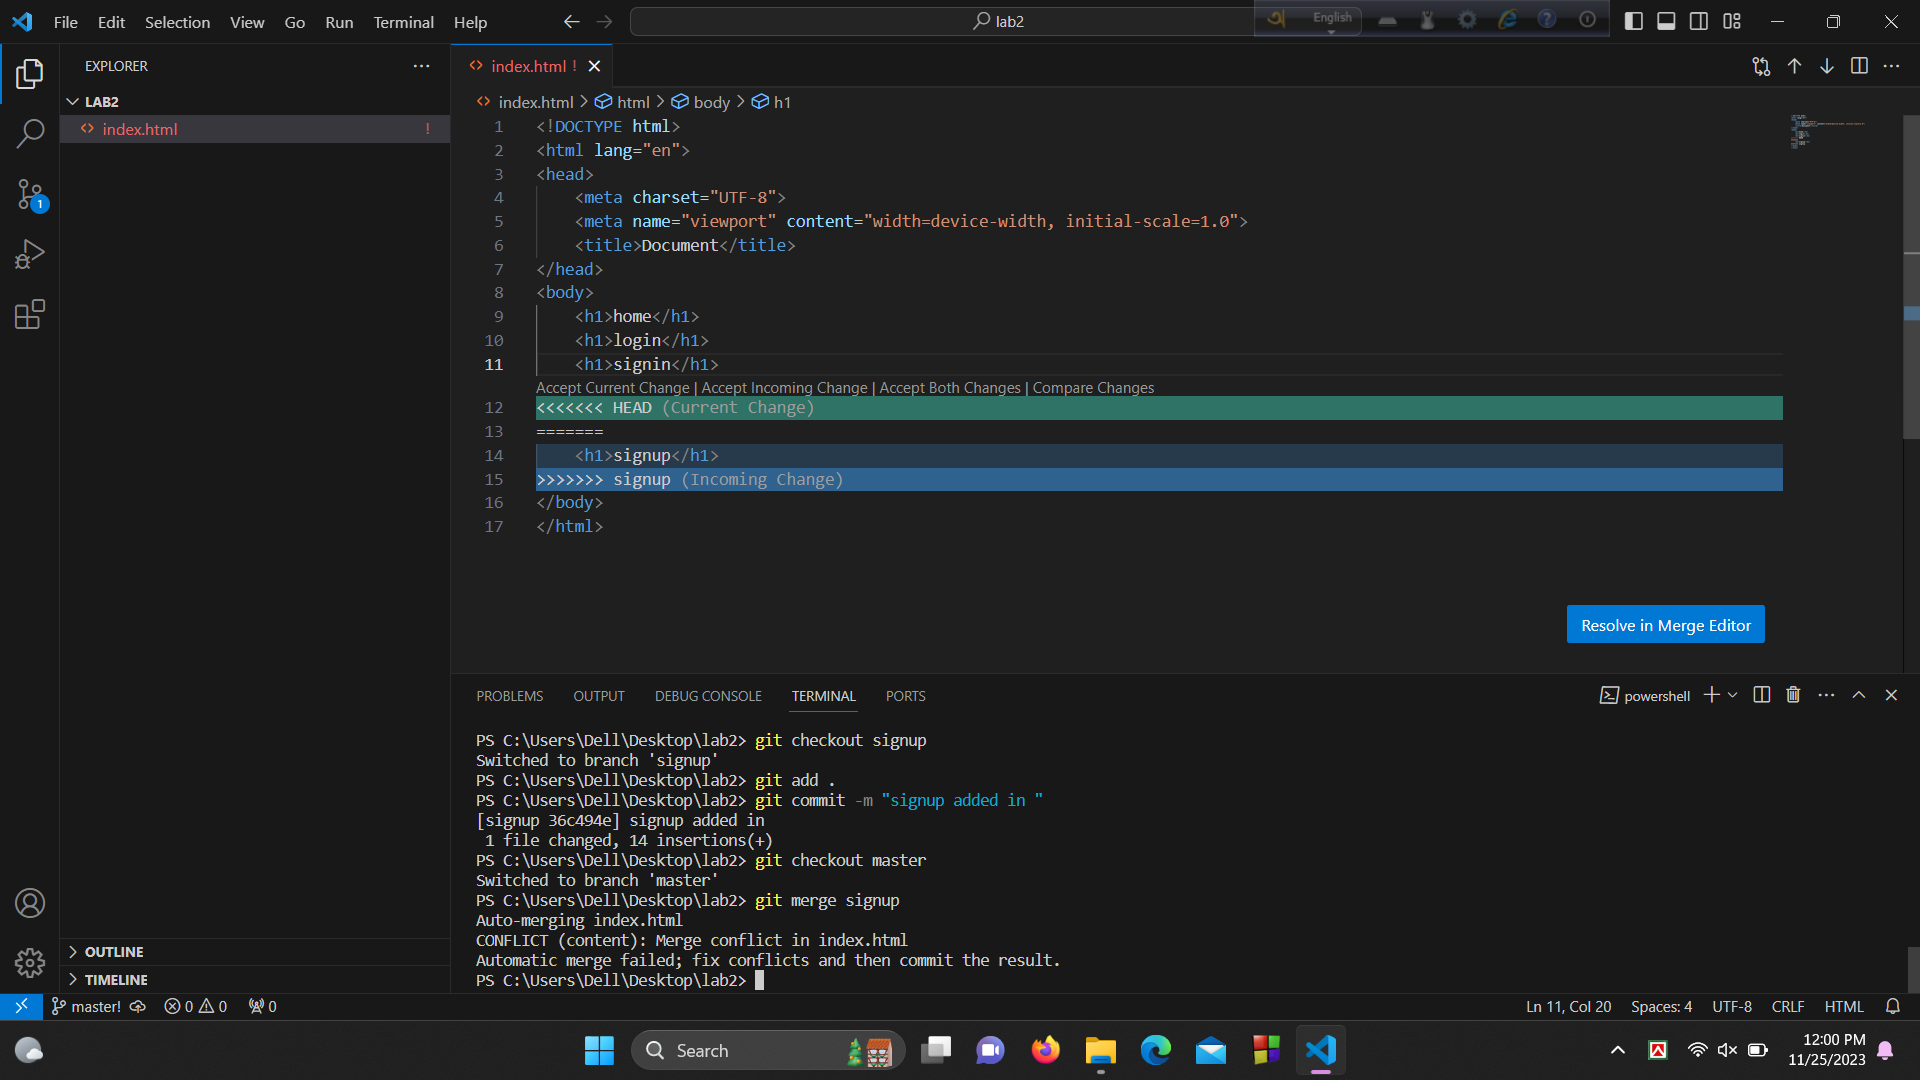 File Edit Selection View Go Run Terminal Help
lab2
English
EXPLORER
LAB2
index.html !
index.html !
index.html > html > body > h1
1 <!DOCTYPE html>
2 <html lang="en">
3 <head>
4     <meta charset="UTF-8">
5     <meta name="viewport" content="width=device-width, initial-scale=1.0">
6     <title>Document</title>
7 </head>
8 <body>
9     <h1>home</h1>
10     <h1>login</h1>
11     <h1>signin</h1>
Accept Current Change | Accept Incoming Change | Accept Both Changes | Compare Changes
12 <<<<<<< HEAD (Current Change)
13 =======
14     <h1>signup</h1>
15 >>>>>>> signup (Incoming Change)
16 </body>
17 </html>
Resolve in Merge Editor
PROBLEMS OUTPUT DEBUG CONSOLE TERMINAL PORTS
powershell
PS C:\Users\Dell\Desktop\lab2> git checkout signup
Switched to branch 'signup'
PS C:\Users\Dell\Desktop\lab2> git add .
PS C:\Users\Dell\Desktop\lab2> git commit -m "signup added in "
[signup 36c494e] signup added in
 1 file changed, 14 insertions(+)
PS C:\Users\Dell\Desktop\lab2> git checkout master
Switched to branch 'master'
PS C:\Users\Dell\Desktop\lab2> git merge signup
Auto-merging index.html
CONFLICT (content): Merge conflict in index.html
Automatic merge failed; fix conflicts and then commit the result.
PS C:\Users\Dell\Desktop\lab2>
1
OUTLINE
TIMELINE
master! 0 0 0
Ln 11, Col 20 Spaces: 4 UTF-8 CRLF HTML
Search
12:00 PM
11/25/2023